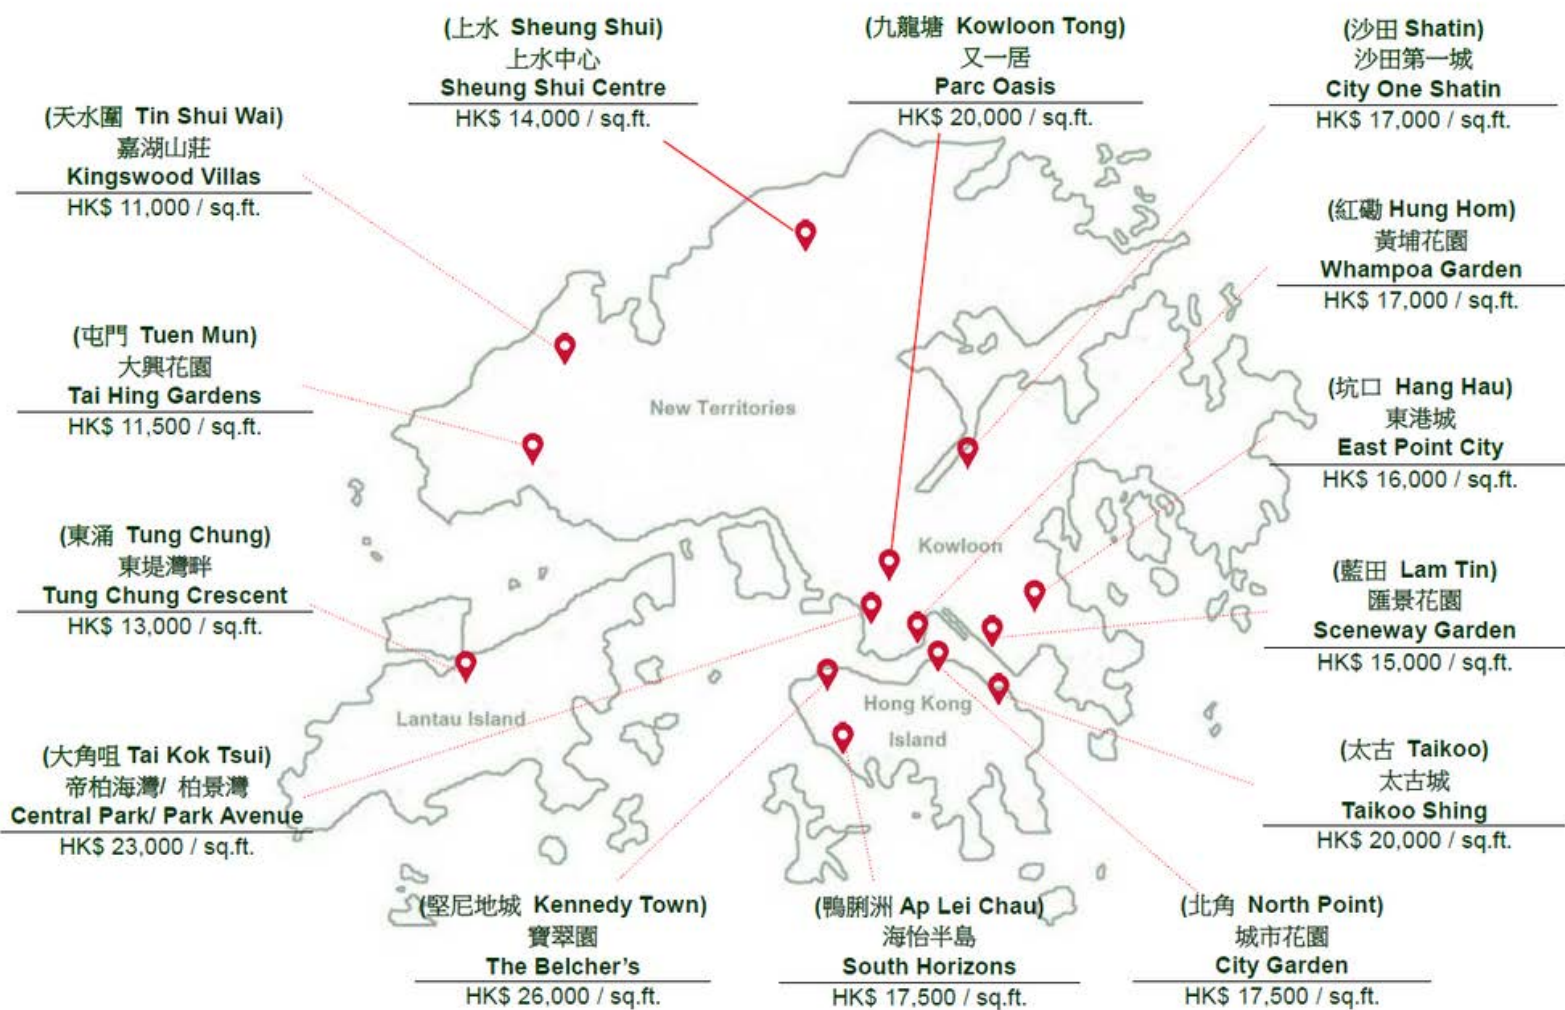 (上水 Sheung Shui)
上水中心
Sheung Shui Centre
HK$ 14,000 / sq.ft.
(九龍塘 Kowloon Tong)
又一居
Parc Oasis
HK$ 20,000 / sq.ft.
(沙田 Shatin)
沙田第一城
City One Shatin
HK$ 17,000 / sq.ft.
(天水圍 Tin Shui Wai)
嘉湖山莊
Kingswood Villas
HK$ 11,000 / sq.ft.
(紅磡 Hung Hom)
黃埔花園
Whampoa Garden
HK$ 17,000 / sq.ft.
(屯門 Tuen Mun)
大興花園
Tai Hing Gardens
HK$ 11,500 / sq.ft.
New Territories
(坑口 Hang Hau)
東港城
East Point City
HK$ 16,000 / sq.ft.
(東涌 Tung Chung)
東堤灣畔
Tung Chung Crescent
HK$ 13,000 / sq.ft.
Kowloon
(藍田 Lam Tin)
匯景花園
Sceneway Garden
HK$ 15,000 / sq.ft.
Lantau Island
Hong Kong
Island
(大角咀 Tai Kok Tsui)
帝柏海灣/ 柏景灣
Central Park/ Park Avenue
HK$ 23,000 / sq.ft.
(太古 Taikoo)
太古城
Taikoo Shing
HK$ 20,000 / sq.ft.
(堅尼地城 Kennedy Town)
寶翠園
The Belcher's
HK$ 26,000 / sq.ft.
(鴨脷洲 Ap Lei Chau)
海怡半島
South Horizons
HK$ 17,500 / sq.ft.
(北角 North Point)
城市花園
City Garden
HK$ 17,500 / sq.ft.